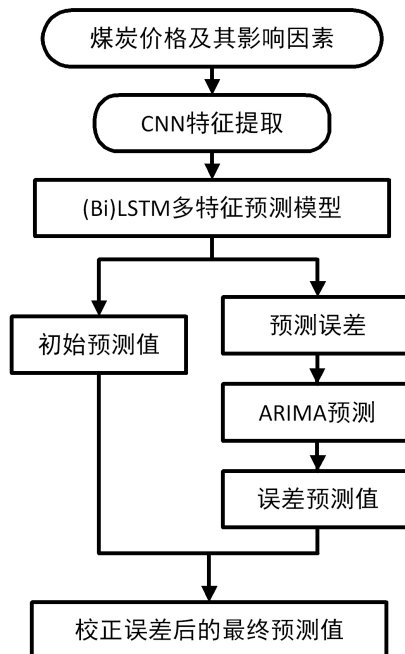 煤炭价格及其影响因素
CNN特征提取
(Bi)LSTM多特征预测模型
初始预测值
预测误差
ARIMA预测
误差预测值
校正误差后的最终预测值